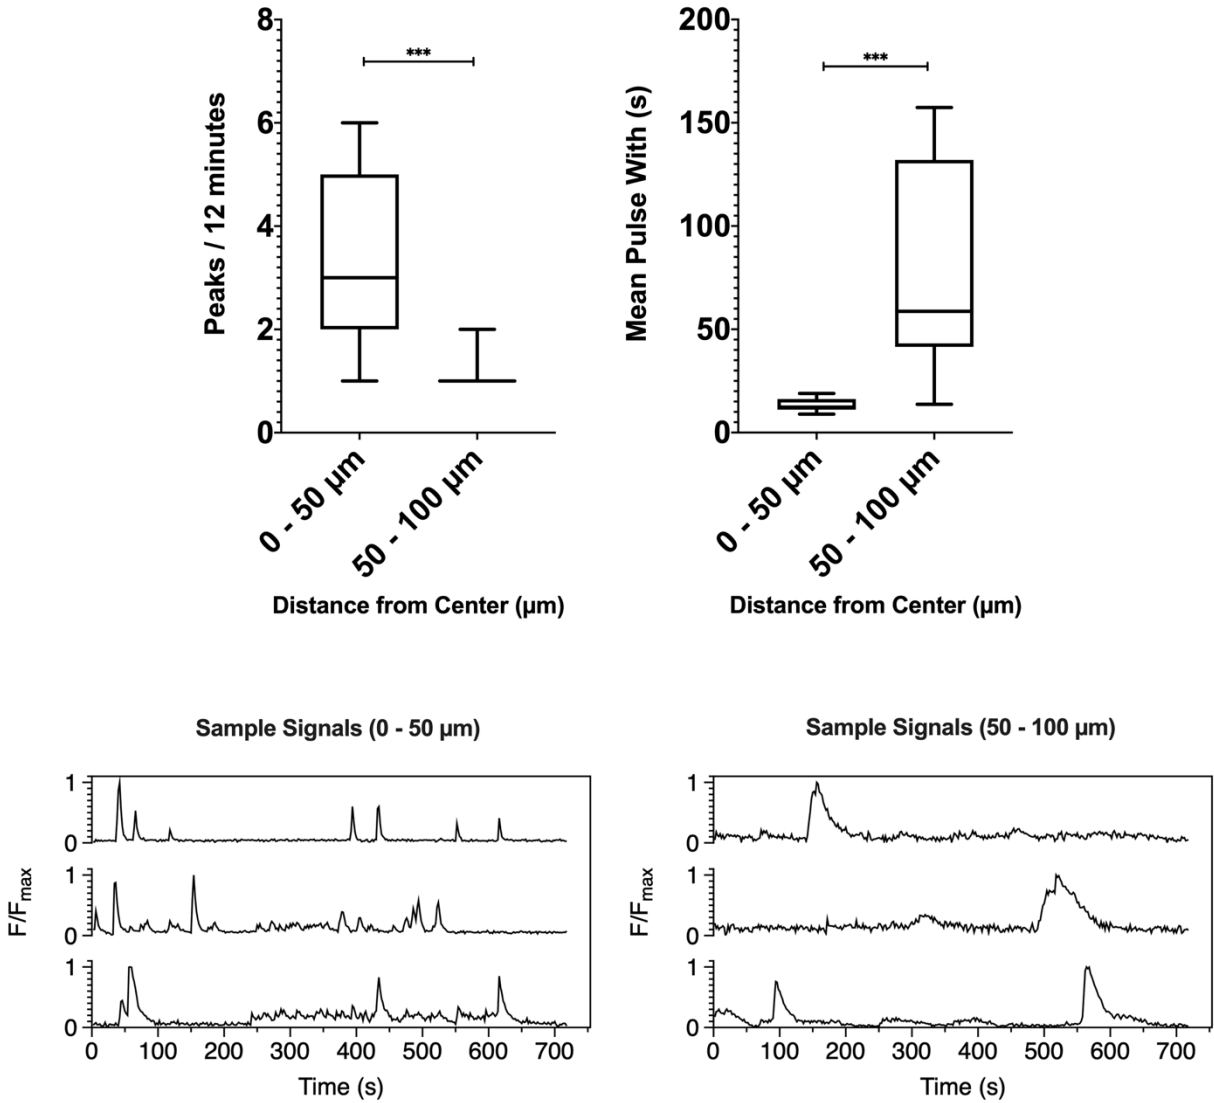 8
6
4
2
0
Peaks / 12 minutes
***
0 - 50 µm
50 - 100 µm
Distance from Center (µm)
200
150
100
50
0
Mean Pulse With (s)
***
0 - 50 µm
50 - 100 µm
Distance from Center (µm)
Sample Signals (0 - 50 µm)
1
0
1
0
1
0
F/Fmax
0 100 200 300 400 500 600 700
Time (s)
Sample Signals (50 - 100 µm)
1
0
1
0
1
0
F/Fmax
0 100 200 300 400 500 600 700
Time (s)